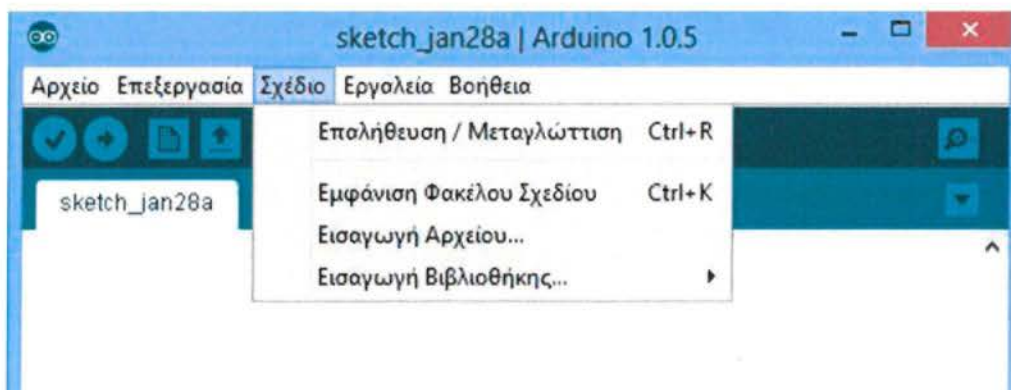 sketch_jan28a | Arduino 1.0.5
Αρχείο Επεξεργασία Σχέδιο Εργαλεία Βοήθεια
Επαλήθευση / Μεταγλώττιση Ctrl+R
sketch_jan28a
Εμφάνιση Φακέλου Σχεδίου Ctrl+K
Εισαγωγή Αρχείου...
Εισαγωγή Βιβλιοθήκης...